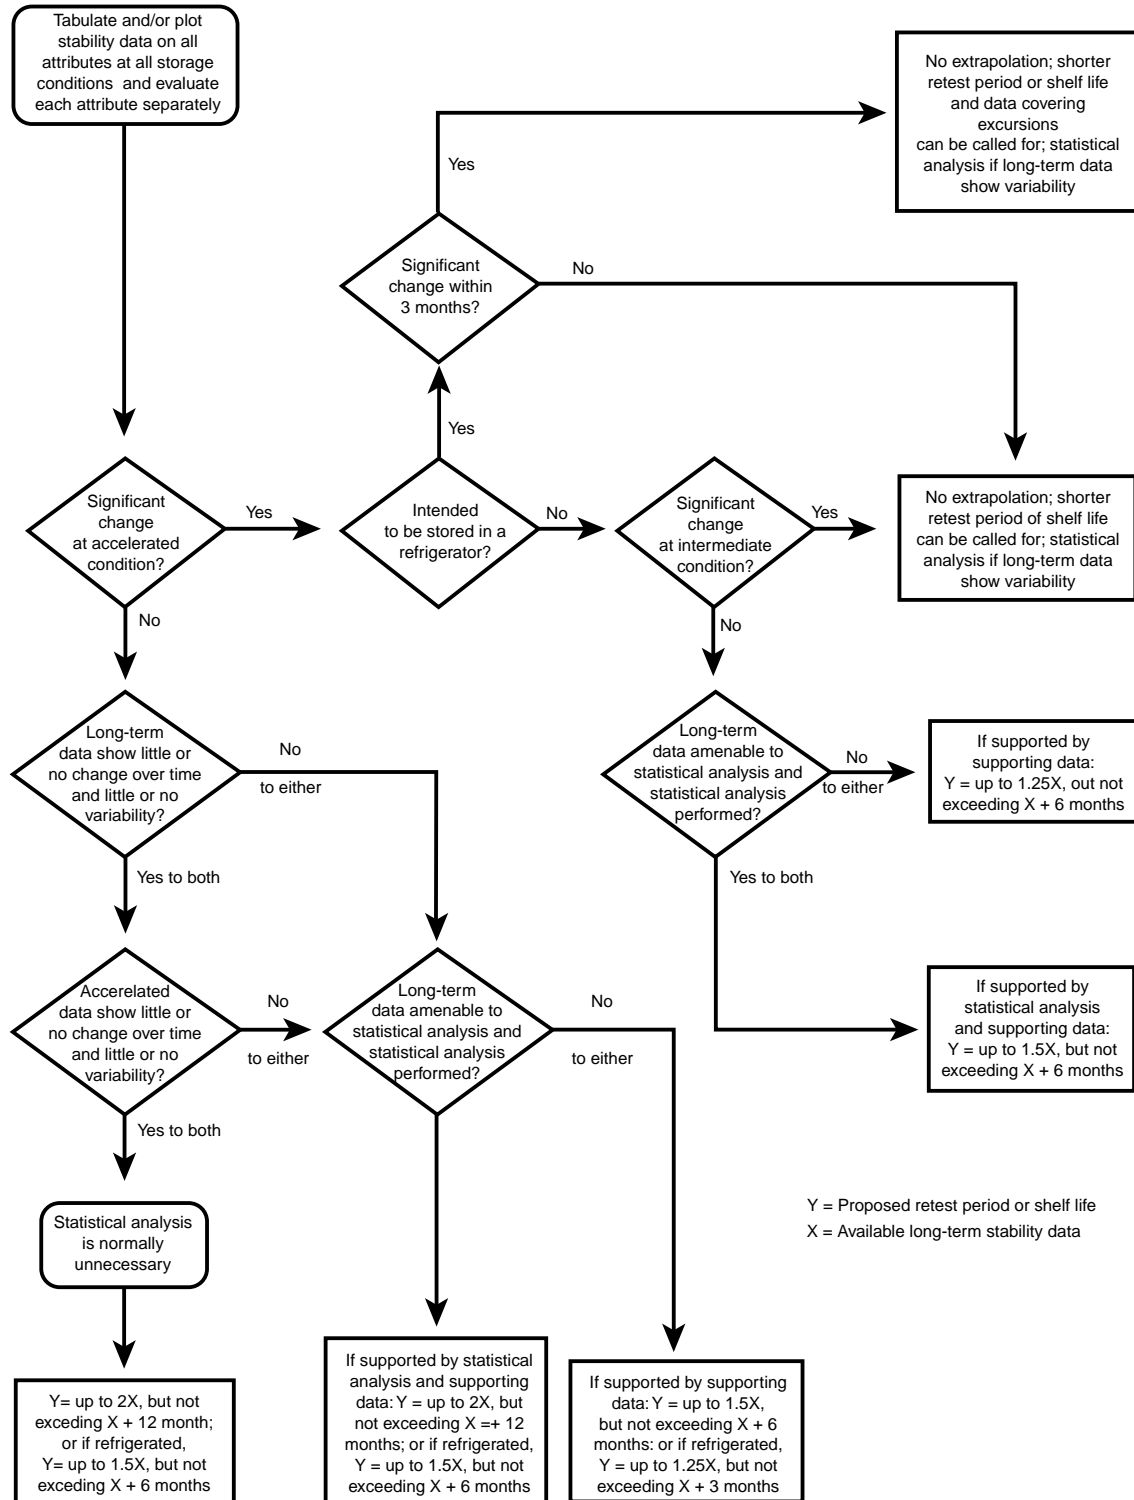 Tabulate and/or plot
stability data on all
attributes at all storage
conditions and evaluate
each attribute separately
No extrapolation; shorter
retest period or shelf life
and data covering
excursions
can be called for; statistical
analysis if long-term data
show variability
Yes
Significant
change within
3 months?
No
Yes
Significant
change
at accelerated
condition?
Yes
Intended
to be stored in a
refrigerator?
No
Significant
change
at intermediate
condition?
Yes
No extrapolation; shorter
retest period of shelf life
can be called for; statistical
analysis if long-term data
show variability
No
No
Long-term
data show little or
no change over time
and little or no
variability?
No
to either
Long-term
data amenable to
statistical analysis and
statistical analysis
performed?
No
to either
If supported by
supporting data:
Y = up to 1.25X, out not
exceeding X + 6 months
Yes to both
Yes to both
Accerelated
data show little or
no change over time
and little or no
variability?
No
to either
Long-term
data amenable to
statistical analysis and
statistical analysis
performed?
No
to either
If supported by
statistical analysis
and supporting data:
Y = up to 1.5X, but not
exceeding X + 6 months
Yes to both
Statistical analysis
is normally
unnecessary
Y = Proposed retest period or shelf life
X = Available long-term stability data
Y= up to 2X, but not
exceding X + 12 month;
or if refrigerated,
Y= up to 1.5X, but not
exceeding X + 6 months
If supported by statistical
analysis and supporting
data: Y = up to 2X, but
not exceeding X =+ 12
months; or if refrigerated,
Y = up to 1.5X, but not
exceeding X + 6 months
If supported by supporting
data: Y = up to 1.5X,
but not exceeding X + 6
months: or if refrigerated,
Y = up to 1.25X, but not
exceeding X + 3 months